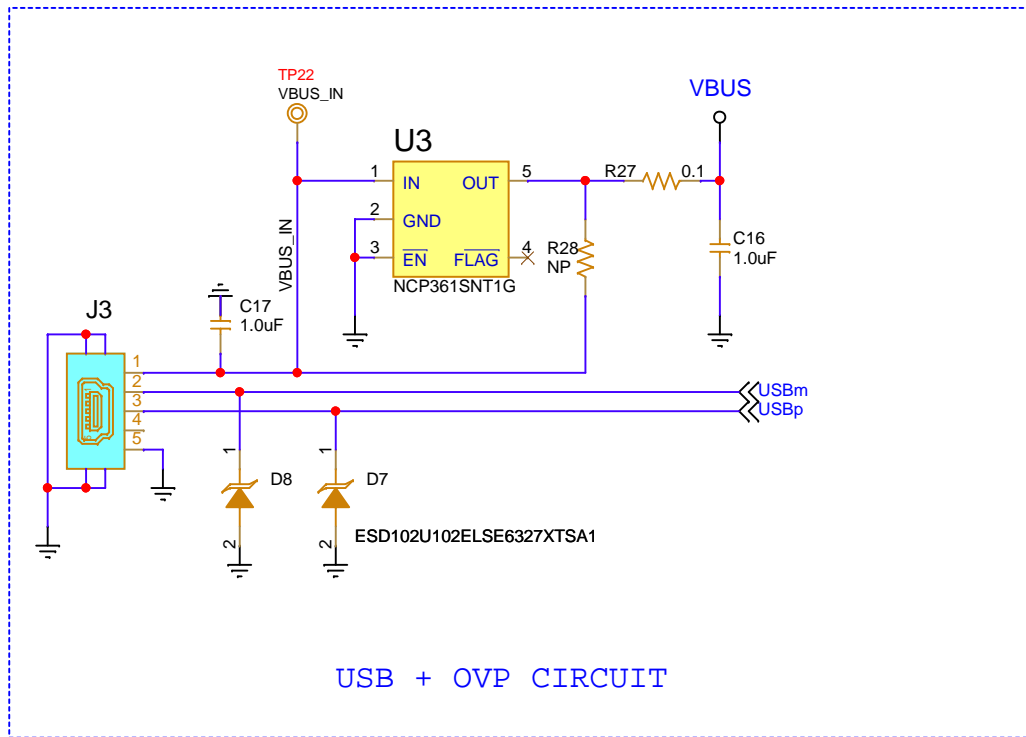 TP22
VBUS_IN
VBUS
U3
1
IN
OUT
5
R27
0.1
2
GND
3
EN
FLAG
4
R28
NP
C16
1.0uF
NCP361SNT1G
VBUS_IN
C17
1.0uF
J3
1
2
3
4
5
USBm
USBp
1
D8
2
1
D7
2
ESD102U102ELSE6327XTSA1
USB + OVP CIRCUIT